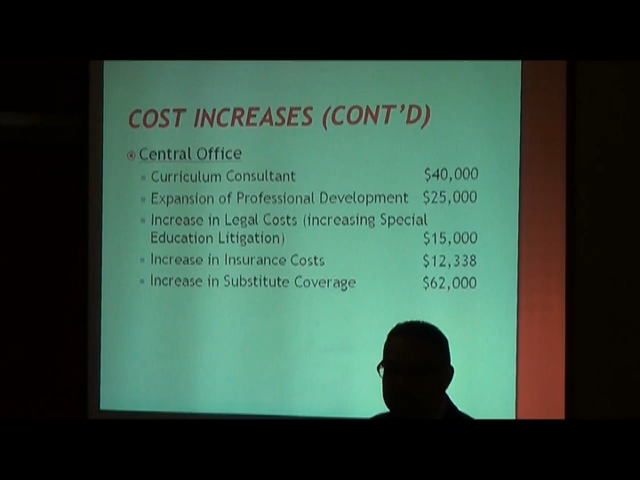 COST INCREASES (CONT'D)
Central Office
Curriculum Consultant $40,000
Expansion of Professional Development $25,000
Increase in Legal Costs (increasing Special
Education Litigation) $15,000
Increase in Insurance Costs $12,338
Increase in Substitute Coverage $62,000